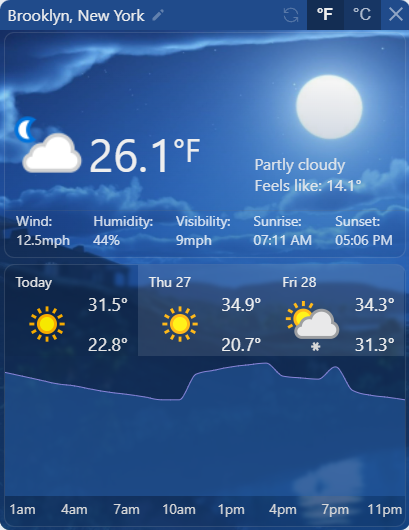 Brooklyn, New York °F °C
26.1°F
Partly cloudy
Feels like: 14.1°
Wind: Humidity: Visibility: Sunrise: Sunset:
12.5mph 44% 9mph 07:11 AM 05:06 PM
Today Thu 27 Fri 28
31.5° 34.9° 34.3°
22.8° 20.7° 31.3°
1am 4am 7am 10am 1pm 4pm 7pm 11pm